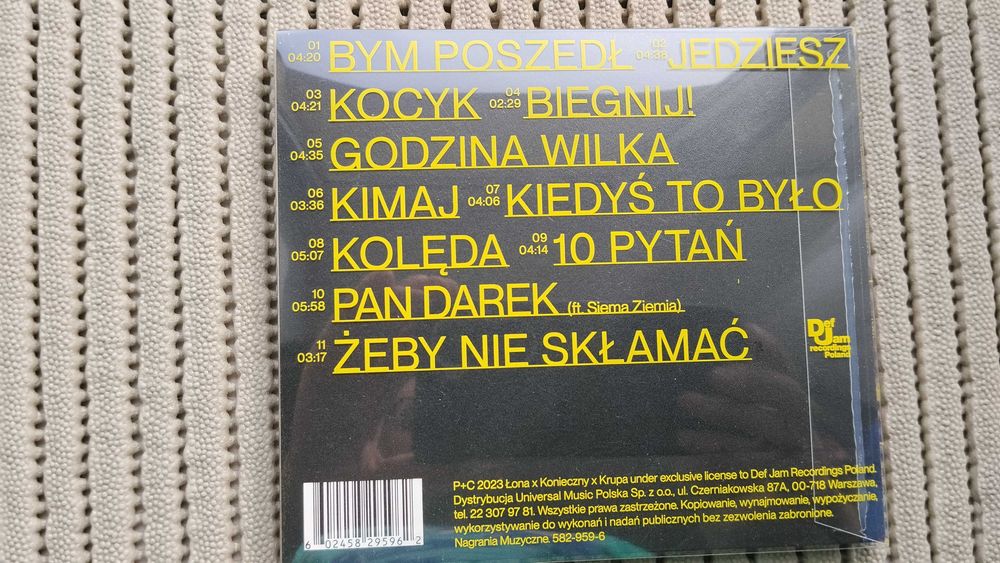 01 04:20 BYM POSZEDŁ 02 04:38 JEDZIESZ
03 04:21 KOCYK 04 02:29 BIEGNIJ!
05 04:35 GODZINA WILKA
06 03:36 KIMAJ 07 04:06 KIEDYŚ TO BYŁO
08 05:07 KOLĘDA 09 04:14 10 PYTAŃ
10 05:58 PAN DAREK (ft. Siema Ziemia)
11 03:17 ŻEBY NIE SKŁAMAĆ
Def
Jam
recordings
Poland
P+C 2023 Łona x Konieczny x Krupa under exclusive license to Def Jam Recordings Poland.
Dystrybucja Universal Music Polska Sp. z o.o., ul. Czerniakowska 87A, 00-718 Warszawa,
tel. 22 307 97 81. Wszystkie prawa zastrzeżone. Kopiowanie, wynajmowanie, wypożyczanie,
wykorzystywanie do wykonań i nadań publicznych bez zezwolenia zabronione.
Nagrania Muzyczne. 582-959-6
6 02458 29596 2